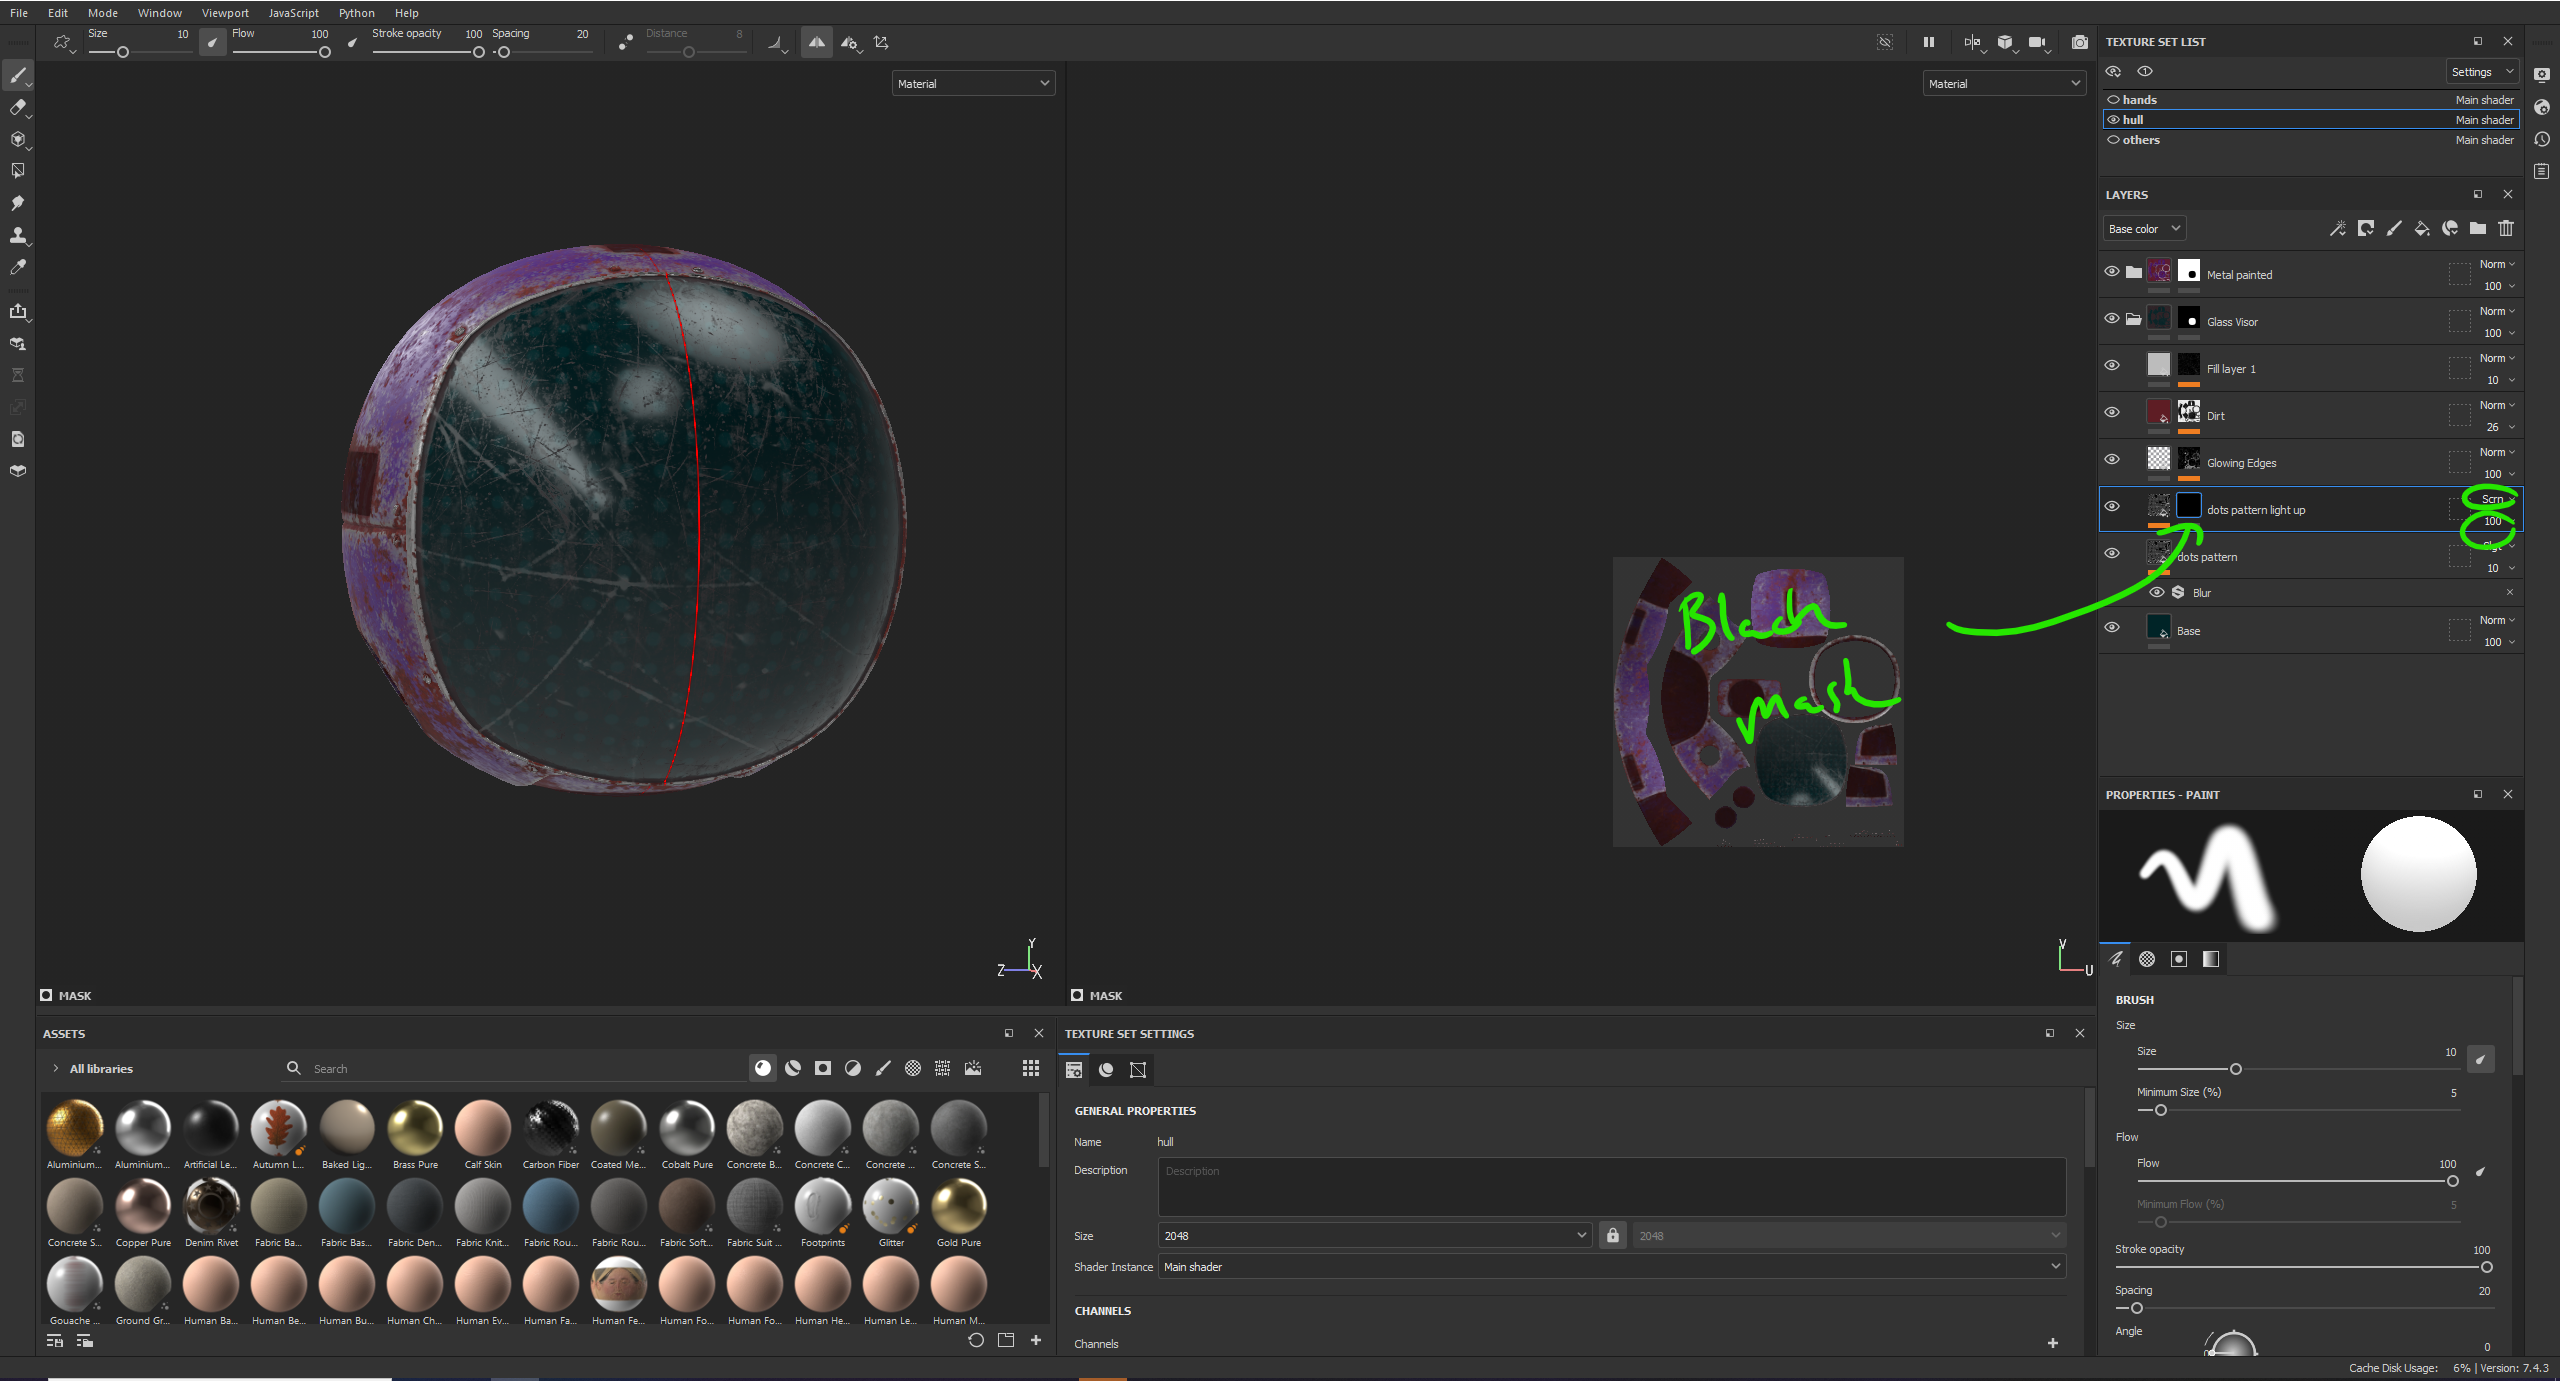 File Edit Mode Window Viewport JavaScript Python Help
Size 10 Flow 100 Stroke opacity 100 Spacing 20 Distance 8
Material
Material
TEXTURE SET LIST
Settings
hands Main shader
hull Main shader
others Main shader
LAYERS
Base color
Metal painted Norm 100
Glass Visor Norm 100
Fill layer 1 Norm 10
Dirt Norm 26
Glowing Edges Norm 100
dots pattern light up Scrn 100
dots pattern 10
Blur
Base Norm 100
Black
mask
Y
Z X
V
U
MASK
MASK
PROPERTIES - PAINT
BRUSH
Size
Size 10
Minimum Size (%) 5
Flow
Flow 100
Minimum Flow (%) 5
Stroke opacity 100
Spacing 20
Angle 0
ASSETS
All libraries Search
Aluminium... Aluminium... Artificial Le... Autumn L... Baked Lig... Brass Pure Calf Skin Carbon Fiber Coated Me... Cobalt Pure Concrete B... Concrete C... Concrete ... Concrete S...
Concrete S... Copper Pure Denim Rivet Fabric Ba... Fabric Bas... Fabric Den... Fabric Knit... Fabric Rou... Fabric Rou... Fabric Soft... Fabric Suit ... Footprints Glitter Gold Pure
Gouache ... Ground Gr... Human Ba... Human Be... Human Bu... Human Ch... Human Ev... Human Fa... Human Fe... Human Fo... Human Fo... Human He... Human Le... Human M...
TEXTURE SET SETTINGS
GENERAL PROPERTIES
Name hull
Description Description
Size 2048 2048
Shader Instance Main shader
CHANNELS
Channels
Cache Disk Usage: 6% | Version: 7.4.3